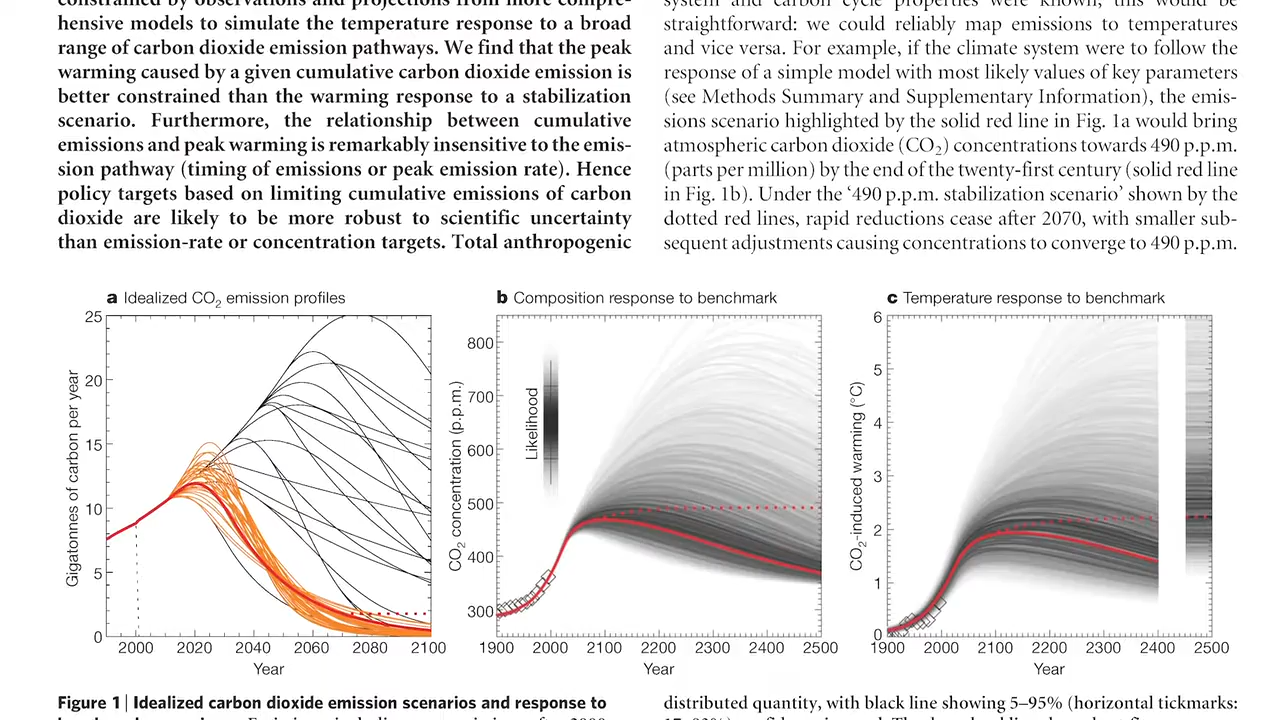 constrained by observations and projections from more compre-
hensive models to simulate the temperature response to a broad
range of carbon dioxide emission pathways. We find that the peak
warming caused by a given cumulative carbon dioxide emission is
better constrained than the warming response to a stabilization
scenario. Furthermore, the relationship between cumulative
emissions and peak warming is remarkably insensitive to the emis-
sion pathway (timing of emissions or peak emission rate). Hence
policy targets based on limiting cumulative emissions of carbon
dioxide are likely to be more robust to scientific uncertainty
than emission-rate or concentration targets. Total anthropogenic
system and carbon cycle properties were known, this would be
straightforward: we could reliably map emissions to temperatures
and vice versa. For example, if the climate system were to follow the
response of a simple model with most likely values of key parameters
(see Methods Summary and Supplementary Information), the emis-
sions scenario highlighted by the solid red line in Fig. 1a would bring
atmospheric carbon dioxide (CO2) concentrations towards 490 p.p.m.
(parts per million) by the end of the twenty-first century (solid red line
in Fig. 1b). Under the ‘490 p.p.m. stabilization scenario’ shown by the
dotted red lines, rapid reductions cease after 2070, with smaller sub-
sequent adjustments causing concentrations to converge to 490 p.p.m.
a Idealized CO2 emission profiles
Gigatonnes of carbon per year
25
20
15
10
5
0
2000 2020 2040 2060 2080 2100
Year
b Composition response to benchmark
CO2 concentration (p.p.m.)
800
700
600
500
400
300
Likelihood
1900 2000 2100 2200 2300 2400 2500
Year
c Temperature response to benchmark
CO2-induced warming (°C)
6
5
4
3
2
1
0
1900 2000 2100 2200 2300 2400 2500
Year
Figure 1 | Idealized carbon dioxide emission scenarios and response to
distributed quantity, with black line showing 5–95% (horizontal tickmarks: